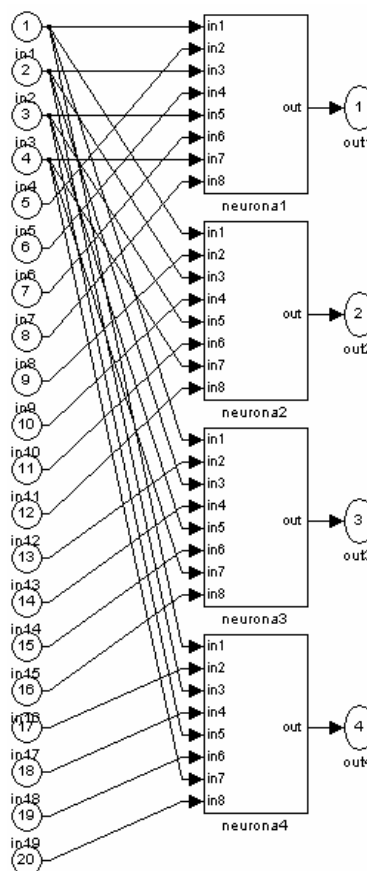 1
in1
2
in2
3
in3
4
in4
5
in5
6
in6
7
in7
8
in8
9
in9
10
in10
11
in11
12
in12
13
in13
14
in14
15
in15
16
in16
17
in17
18
in18
19
in19
20
in1
in2
in3
in4
in5
in6
in7
in8
out
neurona1
1
out1
in1
in2
in3
in4
in5
in6
in7
in8
out
neurona2
2
out2
in1
in2
in3
in4
in5
in6
in7
in8
out
neurona3
3
out3
in1
in2
in3
in4
in5
in6
in7
in8
out
neurona4
4
out4